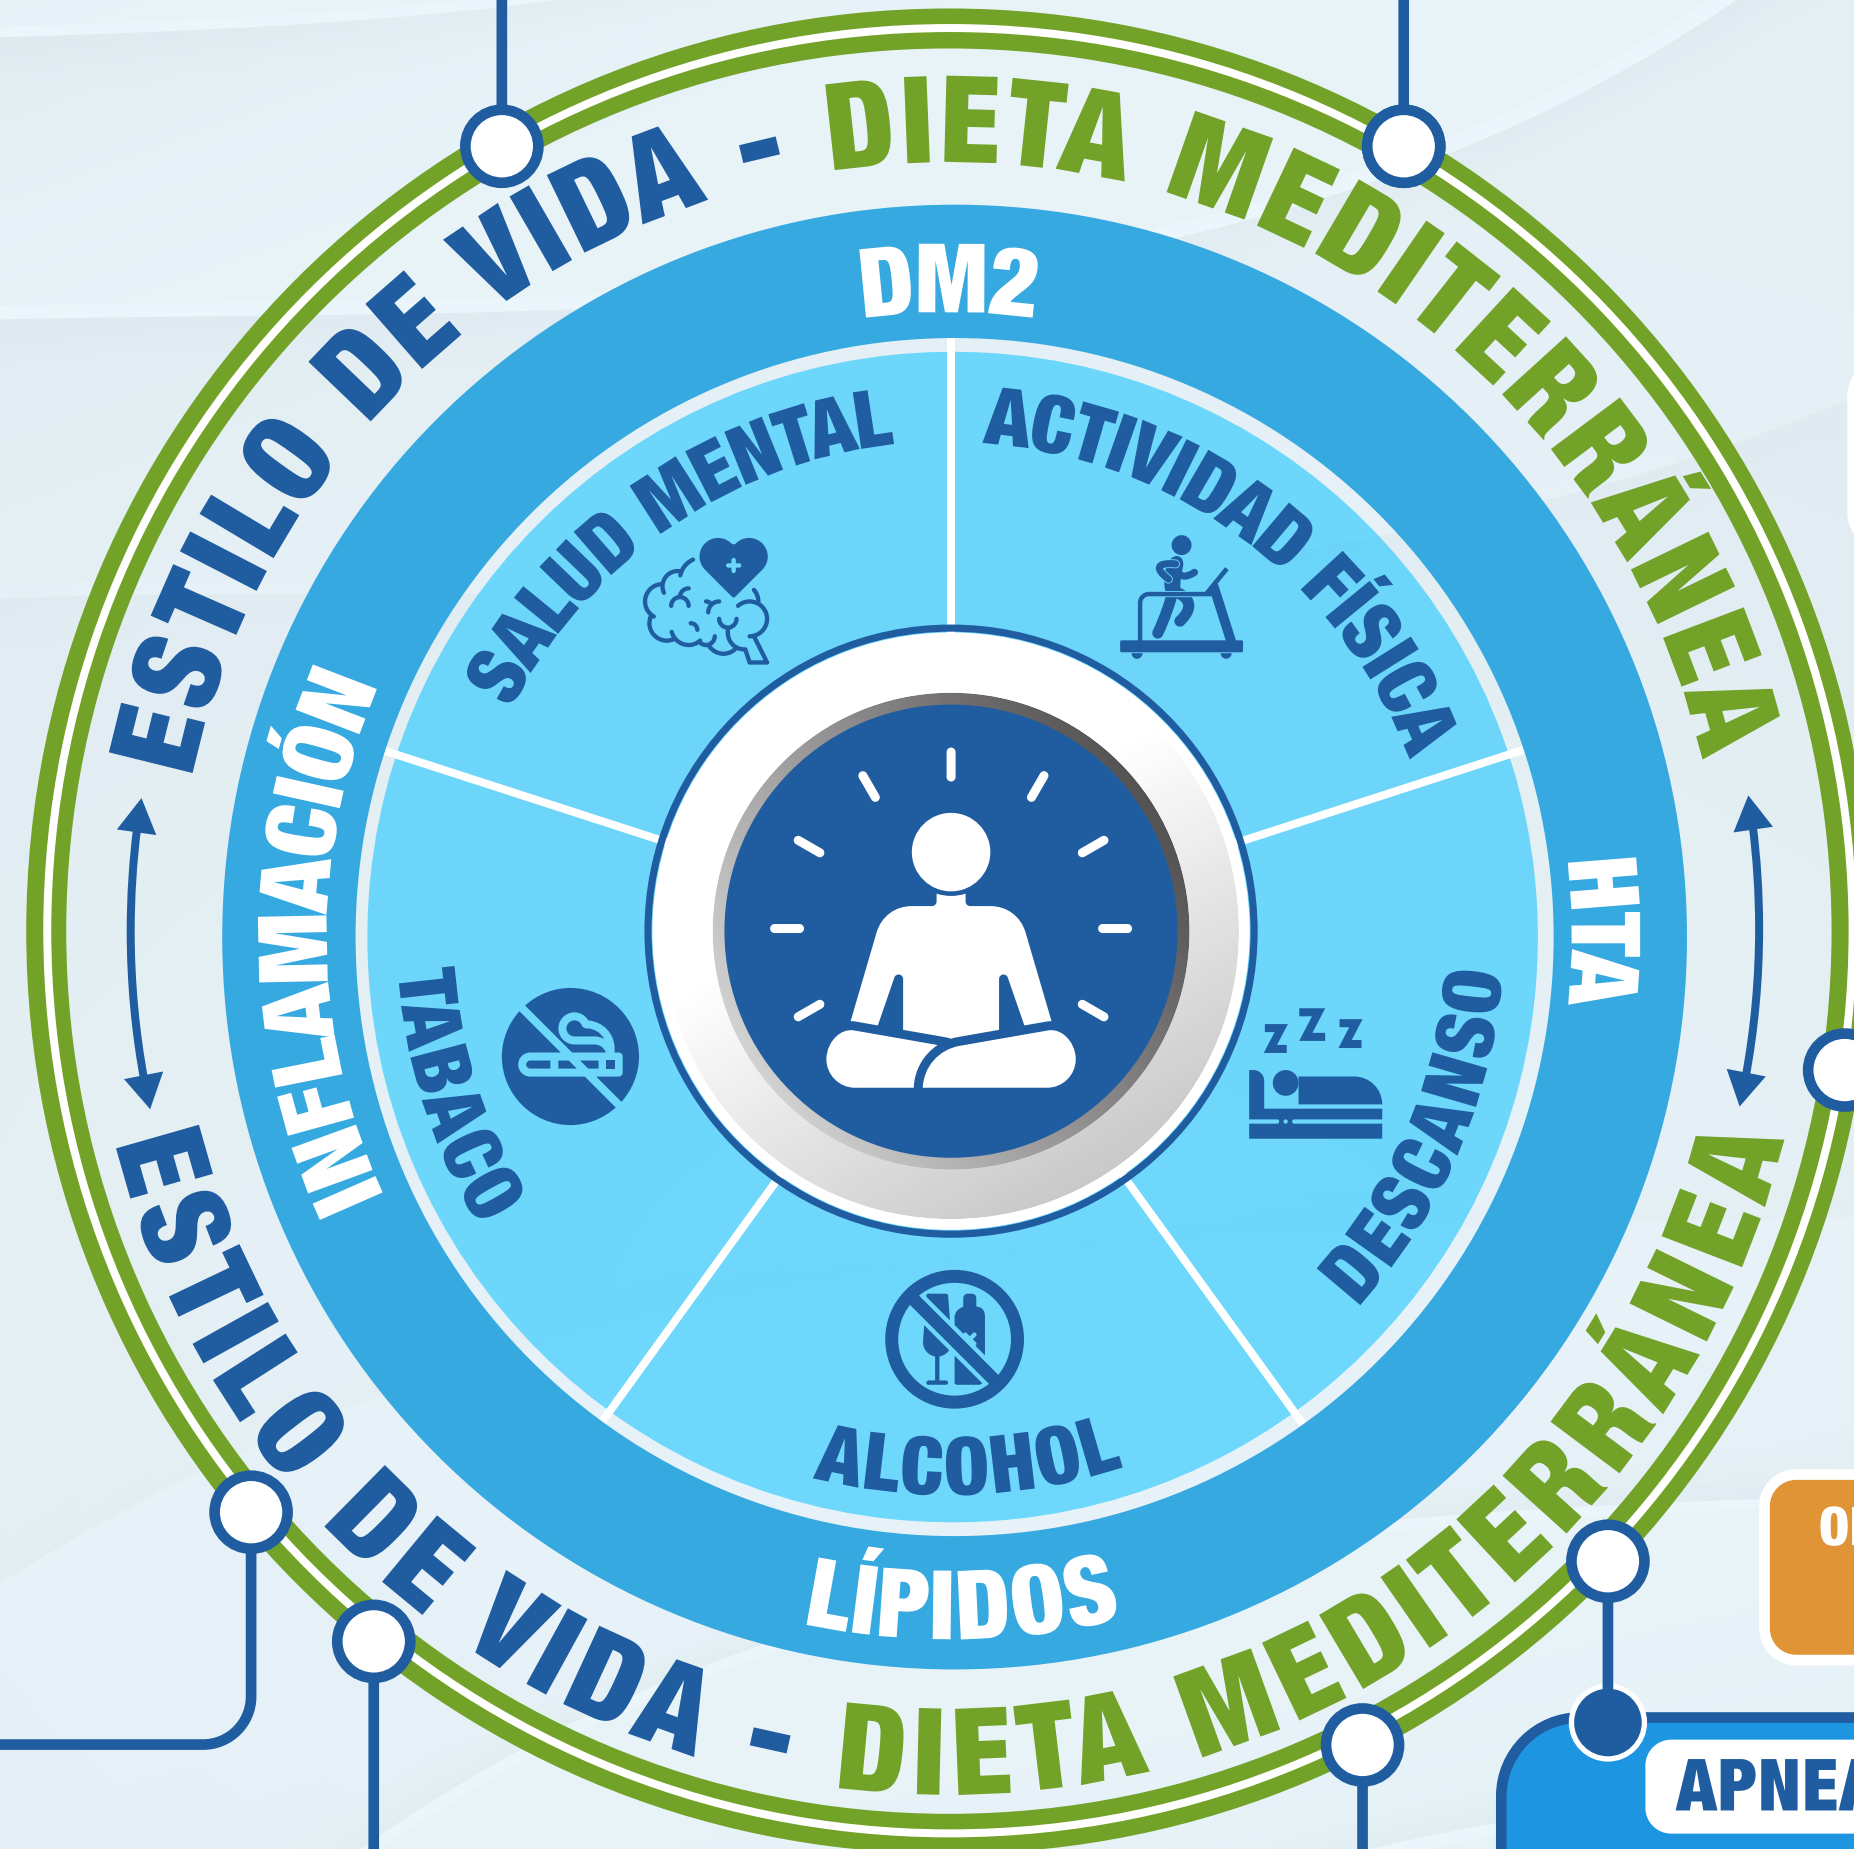 ESTILO DE VIDA - DIETA MEDITERRÁNEA
DM2
SALUD MENTAL
ACTIVIDAD FÍSICA
INFLAMACIÓN
HTA
TABACO
DESCANSO
z z z
ALCOHOL
LÍPIDOS
ESTILO DE VIDA - DIETA MEDITERRÁNEA
APNEA